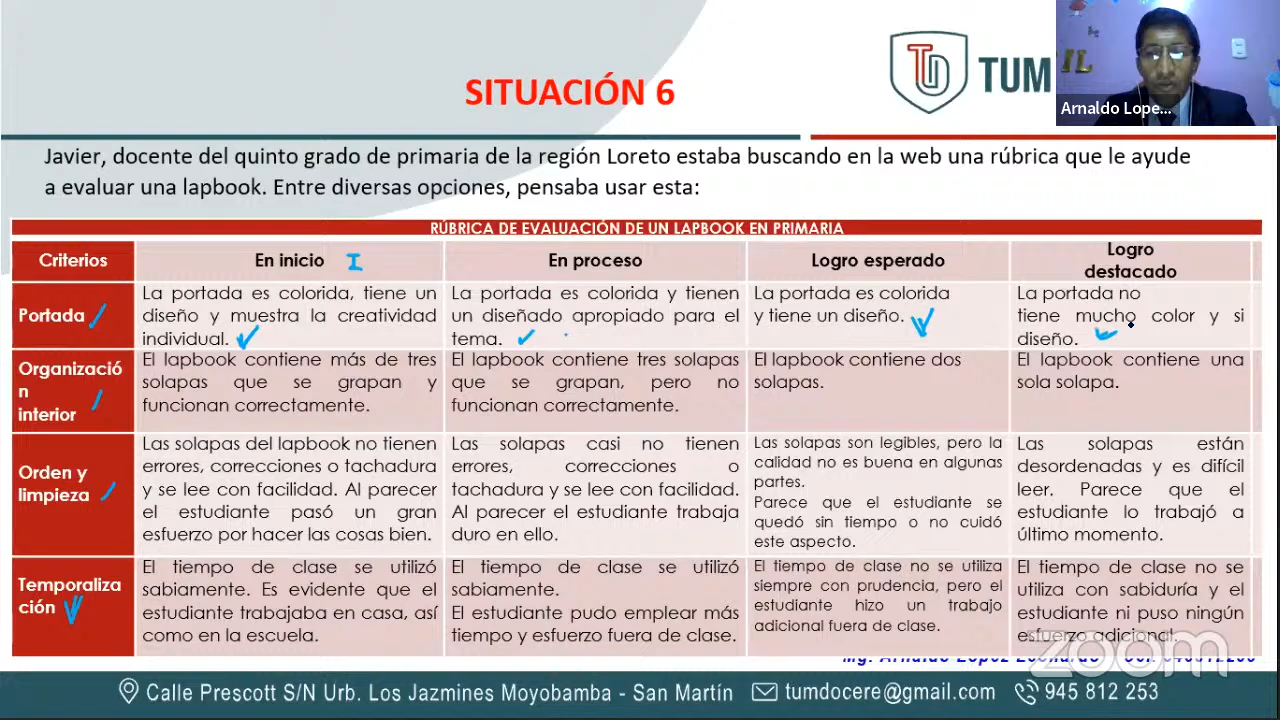 SITUACIÓN 6
TUM
Arnaldo Lope...
Javier, docente del quinto grado de primaria de la región Loreto estaba buscando en la web una rúbrica que le ayude
a evaluar una lapbook. Entre diversas opciones, pensaba usar esta:
RÚBRICA DE EVALUACIÓN DE UN LAPBOOK EN PRIMARIA
Criterios
En inicio
En proceso
Logro esperado
Logro
destacado
Portada
La portada es colorida, tiene un
diseño y muestra la creatividad
individual.
La portada es colorida y tienen
un diseñado apropiado para el
tema.
La portada es colorida
y tiene un diseño.
La portada no
tiene mucho color y si
diseño.
Organizació
n
interior
El lapbook contiene más de tres
solapas que se grapan y
funcionan correctamente.
El lapbook contiene tres solapas
que se grapan, pero no
funcionan correctamente.
El lapbook contiene dos
solapas.
El lapbook contiene una
sola solapa.
Orden y
limpieza
Las solapas del lapbook no tienen
errores, correcciones o tachadura
y se lee con facilidad. Al parecer
el estudiante pasó un gran
esfuerzo por hacer las cosas bien.
Las solapas casi no tienen
errores, correcciones o
tachadura y se lee con facilidad.
Al parecer el estudiante trabaja
duro en ello.
Las solapas son legibles, pero la
calidad no es buena en algunas
partes.
Parece que el estudiante se
quedó sin tiempo o no cuidó
este aspecto.
Las solapas están
desordenadas y es difícil
leer. Parece que el
estudiante lo trabajó a
último momento.
Temporaliza
ción
El tiempo de clase se utilizó
sabiamente. Es evidente que el
estudiante trabajaba en casa, así
como en la escuela.
El tiempo de clase se utilizó
sabiamente.
El estudiante pudo emplear más
tiempo y esfuerzo fuera de clase.
El tiempo de clase no se utiliza
siempre con prudencia, pero el
estudiante hizo un trabajo
adicional fuera de clase.
El tiempo de clase no se
utiliza con sabiduría y el
estudiante ni puso ningún
esfuerzo adicional.
zoom
Calle Prescott S/N Urb. Los Jazmines Moyobamba - San Martín
tumdocere@gmail.com
945 812 253